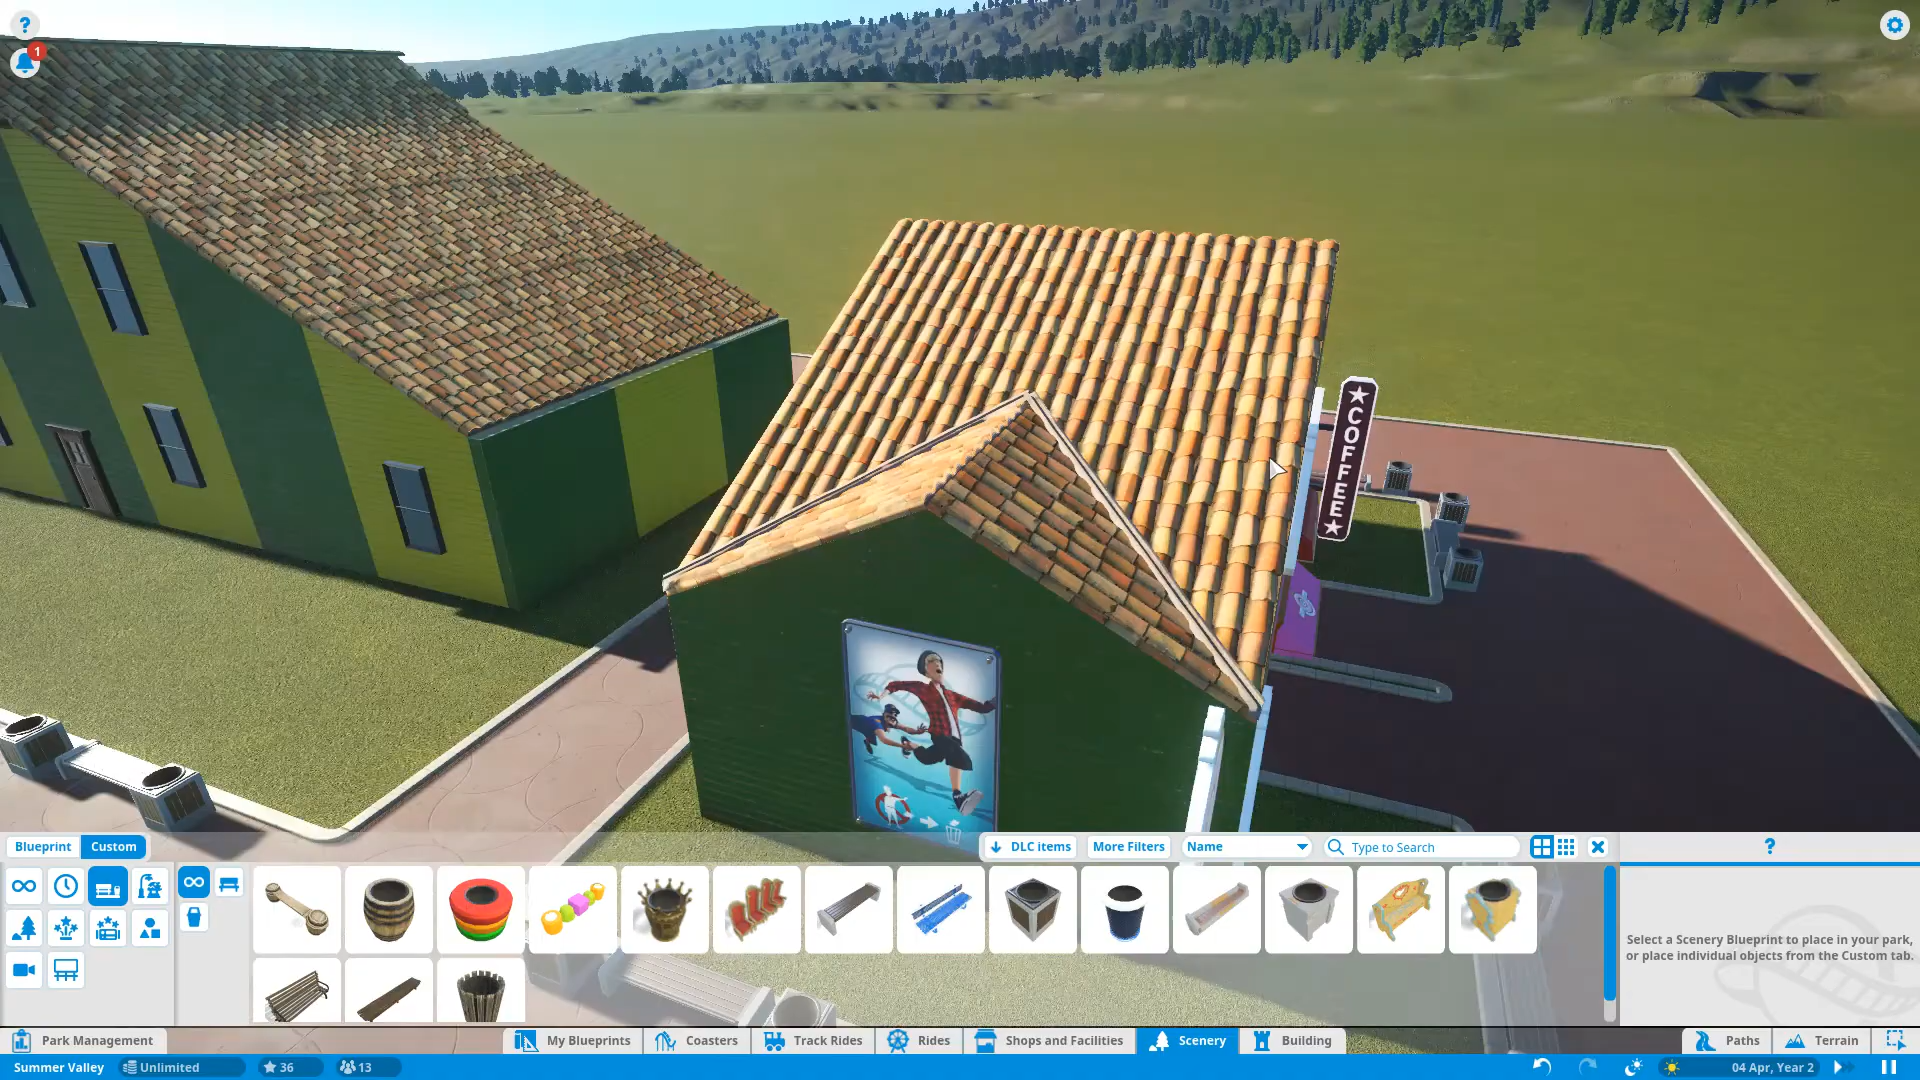 ?
1
★COFFEE★
Blueprint
Custom
DLC items
More Filters
Name
Type to Search
?
Select a Scenery Blueprint to place in your park,
or place individual objects from the Custom tab.
Park Management
My Blueprints
Coasters
Track Rides
Rides
Shops and Facilities
Scenery
Building
Paths
Terrain
Summer Valley
Unlimited
36
13
04 Apr, Year 2